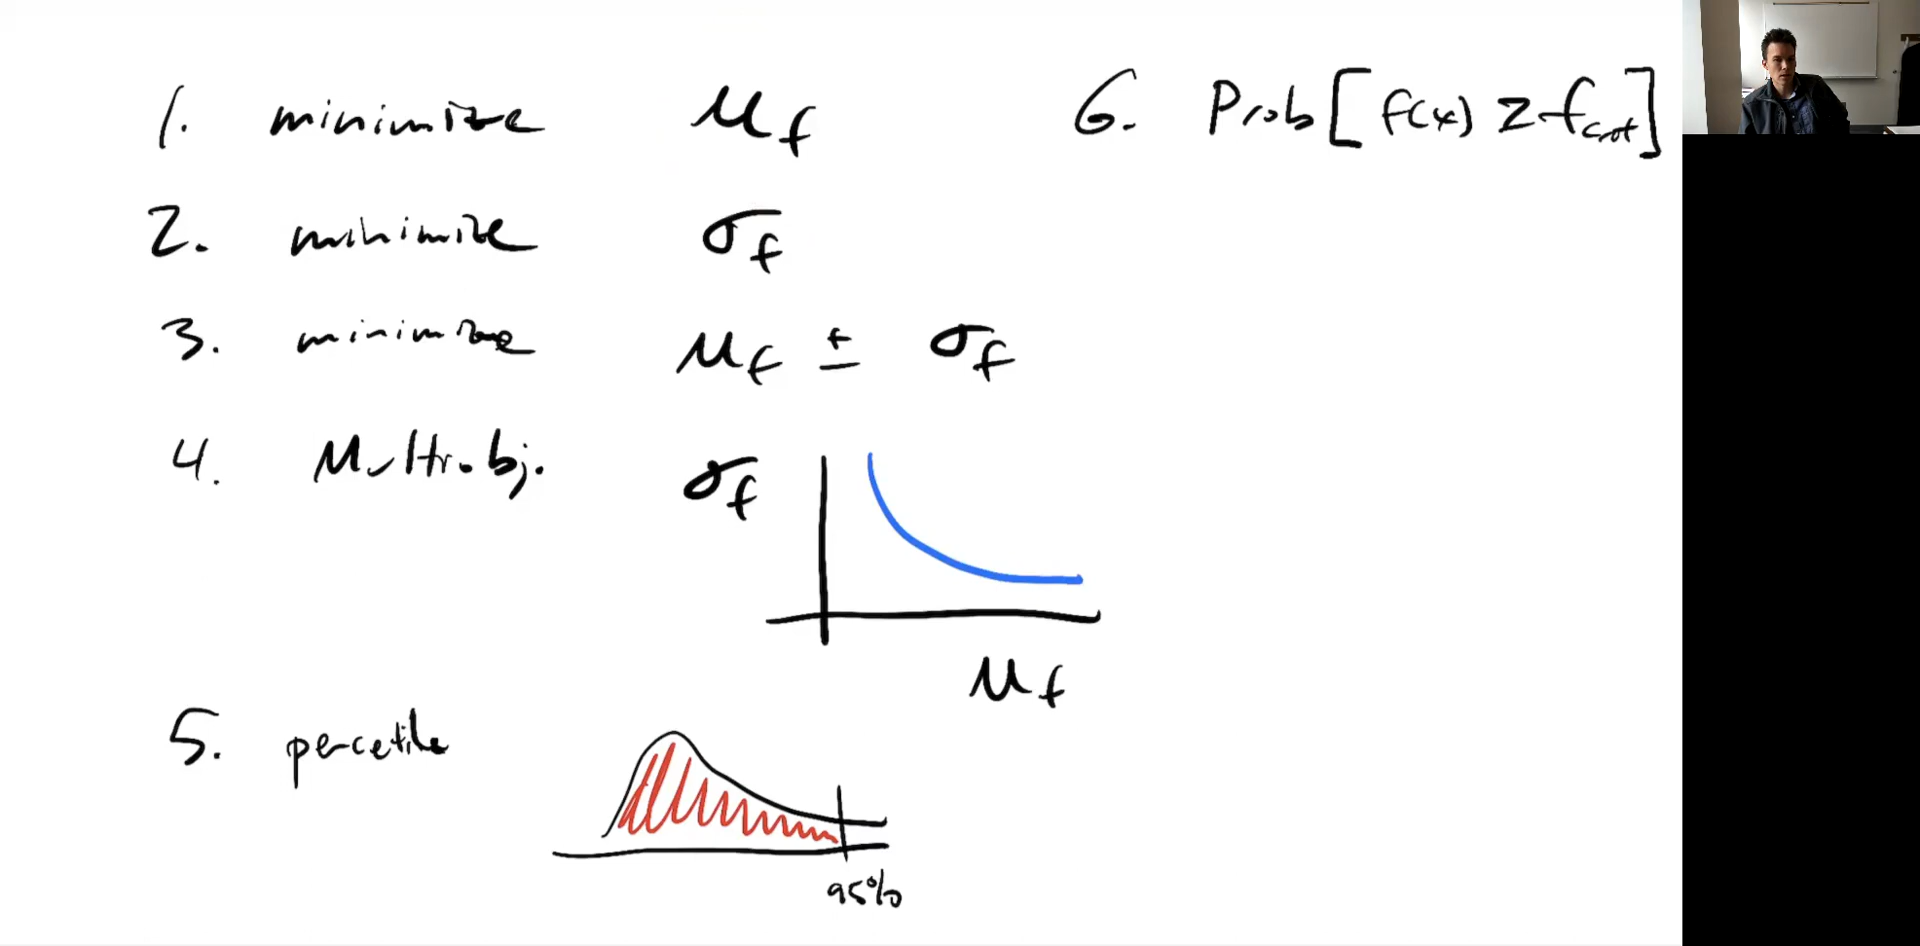 1. minimize μf
2. minimize σf
3. minimize μf ± σf
4. Multiobj. σf
μf
5. percetile
95%
6. Prob[f(x) ≥ fcrit]